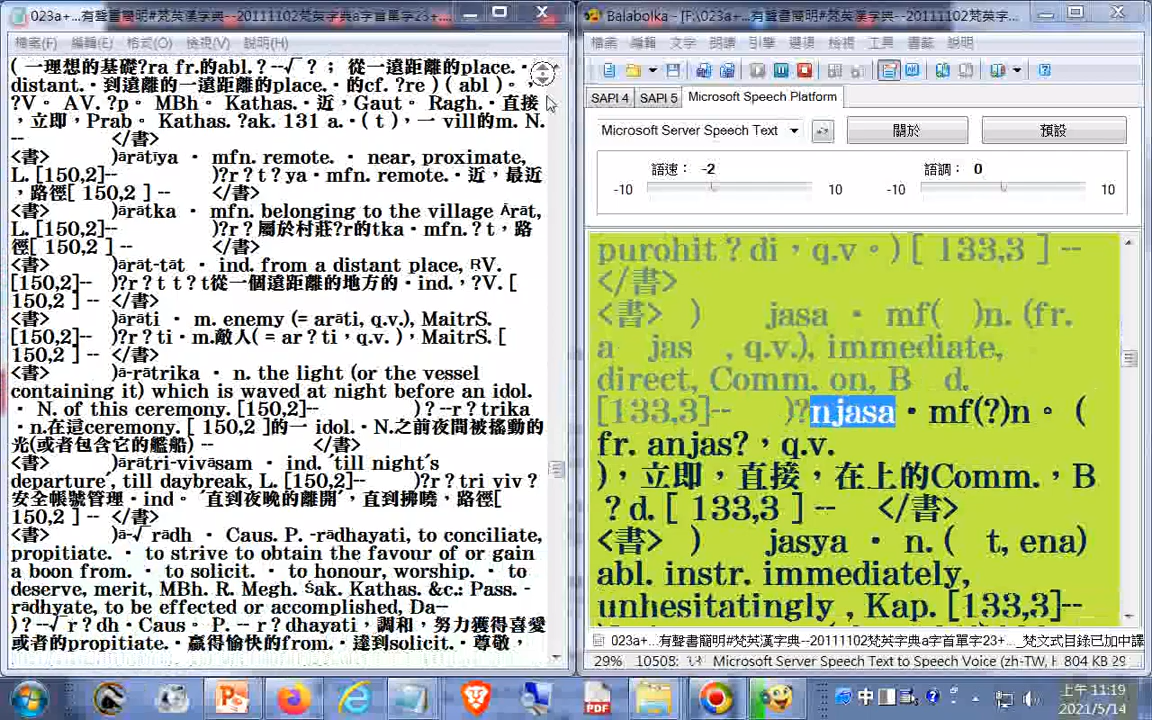 023a+...有聲書簡明#梵英漢字典--20111102梵英字典a字首單字23+...
檔案(F) 編輯(E) 格式(O) 檢視(V) 說明(H)
( 一理想的基礎?ra fr.的abl. ? --√ ? ； 從一遠距離的place. ·
distant. · 到遠離的一遠距離的place. · 的cf. ?re ) ( abl ) 。
?V 。 AV. ?p 。 MBh 。 Kathas. · 近，Gaut 。 Ragh. · 直接
，立即，Prab 。 Kathas. ?ak. 131 a. · ( t )，一 vill的m. N.
-- </書>
<書> )ārātīya · mfn. remote. · near, proximate,
L. [150,2]-- )?r ? t ? ya · mfn. remote. · 近，最近
，路徑[ 150,2 ] -- </書>
<書> )ārātka · mfn. belonging to the village Ārāt,
L. [150,2]-- )?r ? 屬於村莊?r的tka · mfn. ? t，路
徑[ 150,2 ] -- </書>
<書> )ārāt-tāt · ind. from a distant place, RV.
[150,2]-- )?r ? t t ? t從一個遠距離的地方的 · ind.，?V. [
150,2 ] -- </書>
<書> )ārāti · m. enemy (= arāti, q.v.), MaitrS.
[150,2]-- )?r ? ti · m.敵人( = ar ? ti，q.v. )，MaitrS. [
150,2 ] -- </書>
<書> )ā-rātrika · n. the light (or the vessel
containing it) which is waved at night before an idol.
· N. of this ceremony. [150,2]-- )? --r ? trika
· n.在這ceremony. [ 150,2 ]的一 idol. · N.之前夜間被搖動的
光(或者包含它的艦船) -- </書>
<書> )ārātri-vivāsam · ind. 'till night's
departure', till daybreak, L. [150,2]-- )?r ? tri viv ?
安全帳號管理 · ind 。 '直到夜晚的離開'，直到拂曉，路徑[
150,2 ] -- </書>
<書> )ā-√ rādh · Caus. P. -rādhayati, to conciliate,
propitiate. · to strive to obtain the favour of or gain
a boon from. · to solicit. · to honour, worship. · to
deserve, merit, MBh. R. Megh. Śak. Kathas. &c.: Pass. -
rādhyate, to be effected or accomplished, Da--
)? --√ r ? dh · Caus 。 P. -- r ? dhayati，調和，努力獲得喜愛
或者的propitiate. · 贏得愉快的from. · 達到solicit. · 尊敬，
Balabolka - [F:\023a+...有聲書簡明#梵英漢字典--20111102梵英字...
檔案 編輯 文字 朗讀 引擎 選項 檢視 工具 書籤 說明
SAPI 4 SAPI 5 Microsoft Speech Platform
Microsoft Server Speech Text 關於 預設
語速： -2 語調： 0
-10 10 -10 10
purohit ? di，q.v 。 ) [ 133,3 ] --
</書>
<書> ) jasa · mf( )n. (fr.
a jas , q.v.), immediate,
direct, Comm. on, B d.
[133,3]-- )?njasa · mf(?)n 。 (
fr. anjas?，q.v.
)，立即，直接，在上的Comm.，B
? d. [ 133,3 ] -- </書>
<書> ) jasya · n. ( t, ena)
abl. instr. immediately,
unhesitatingly , Kap. [133,3]--
023a+...有聲書簡明#梵英漢字典--20111102梵英字典a字首單字23+..._梵文式目錄已加中譯
29% Microsoft Server Speech Text to Speech Voice (zh-TW, H 804 KB 29
中
上午 11:19
2021/5/14